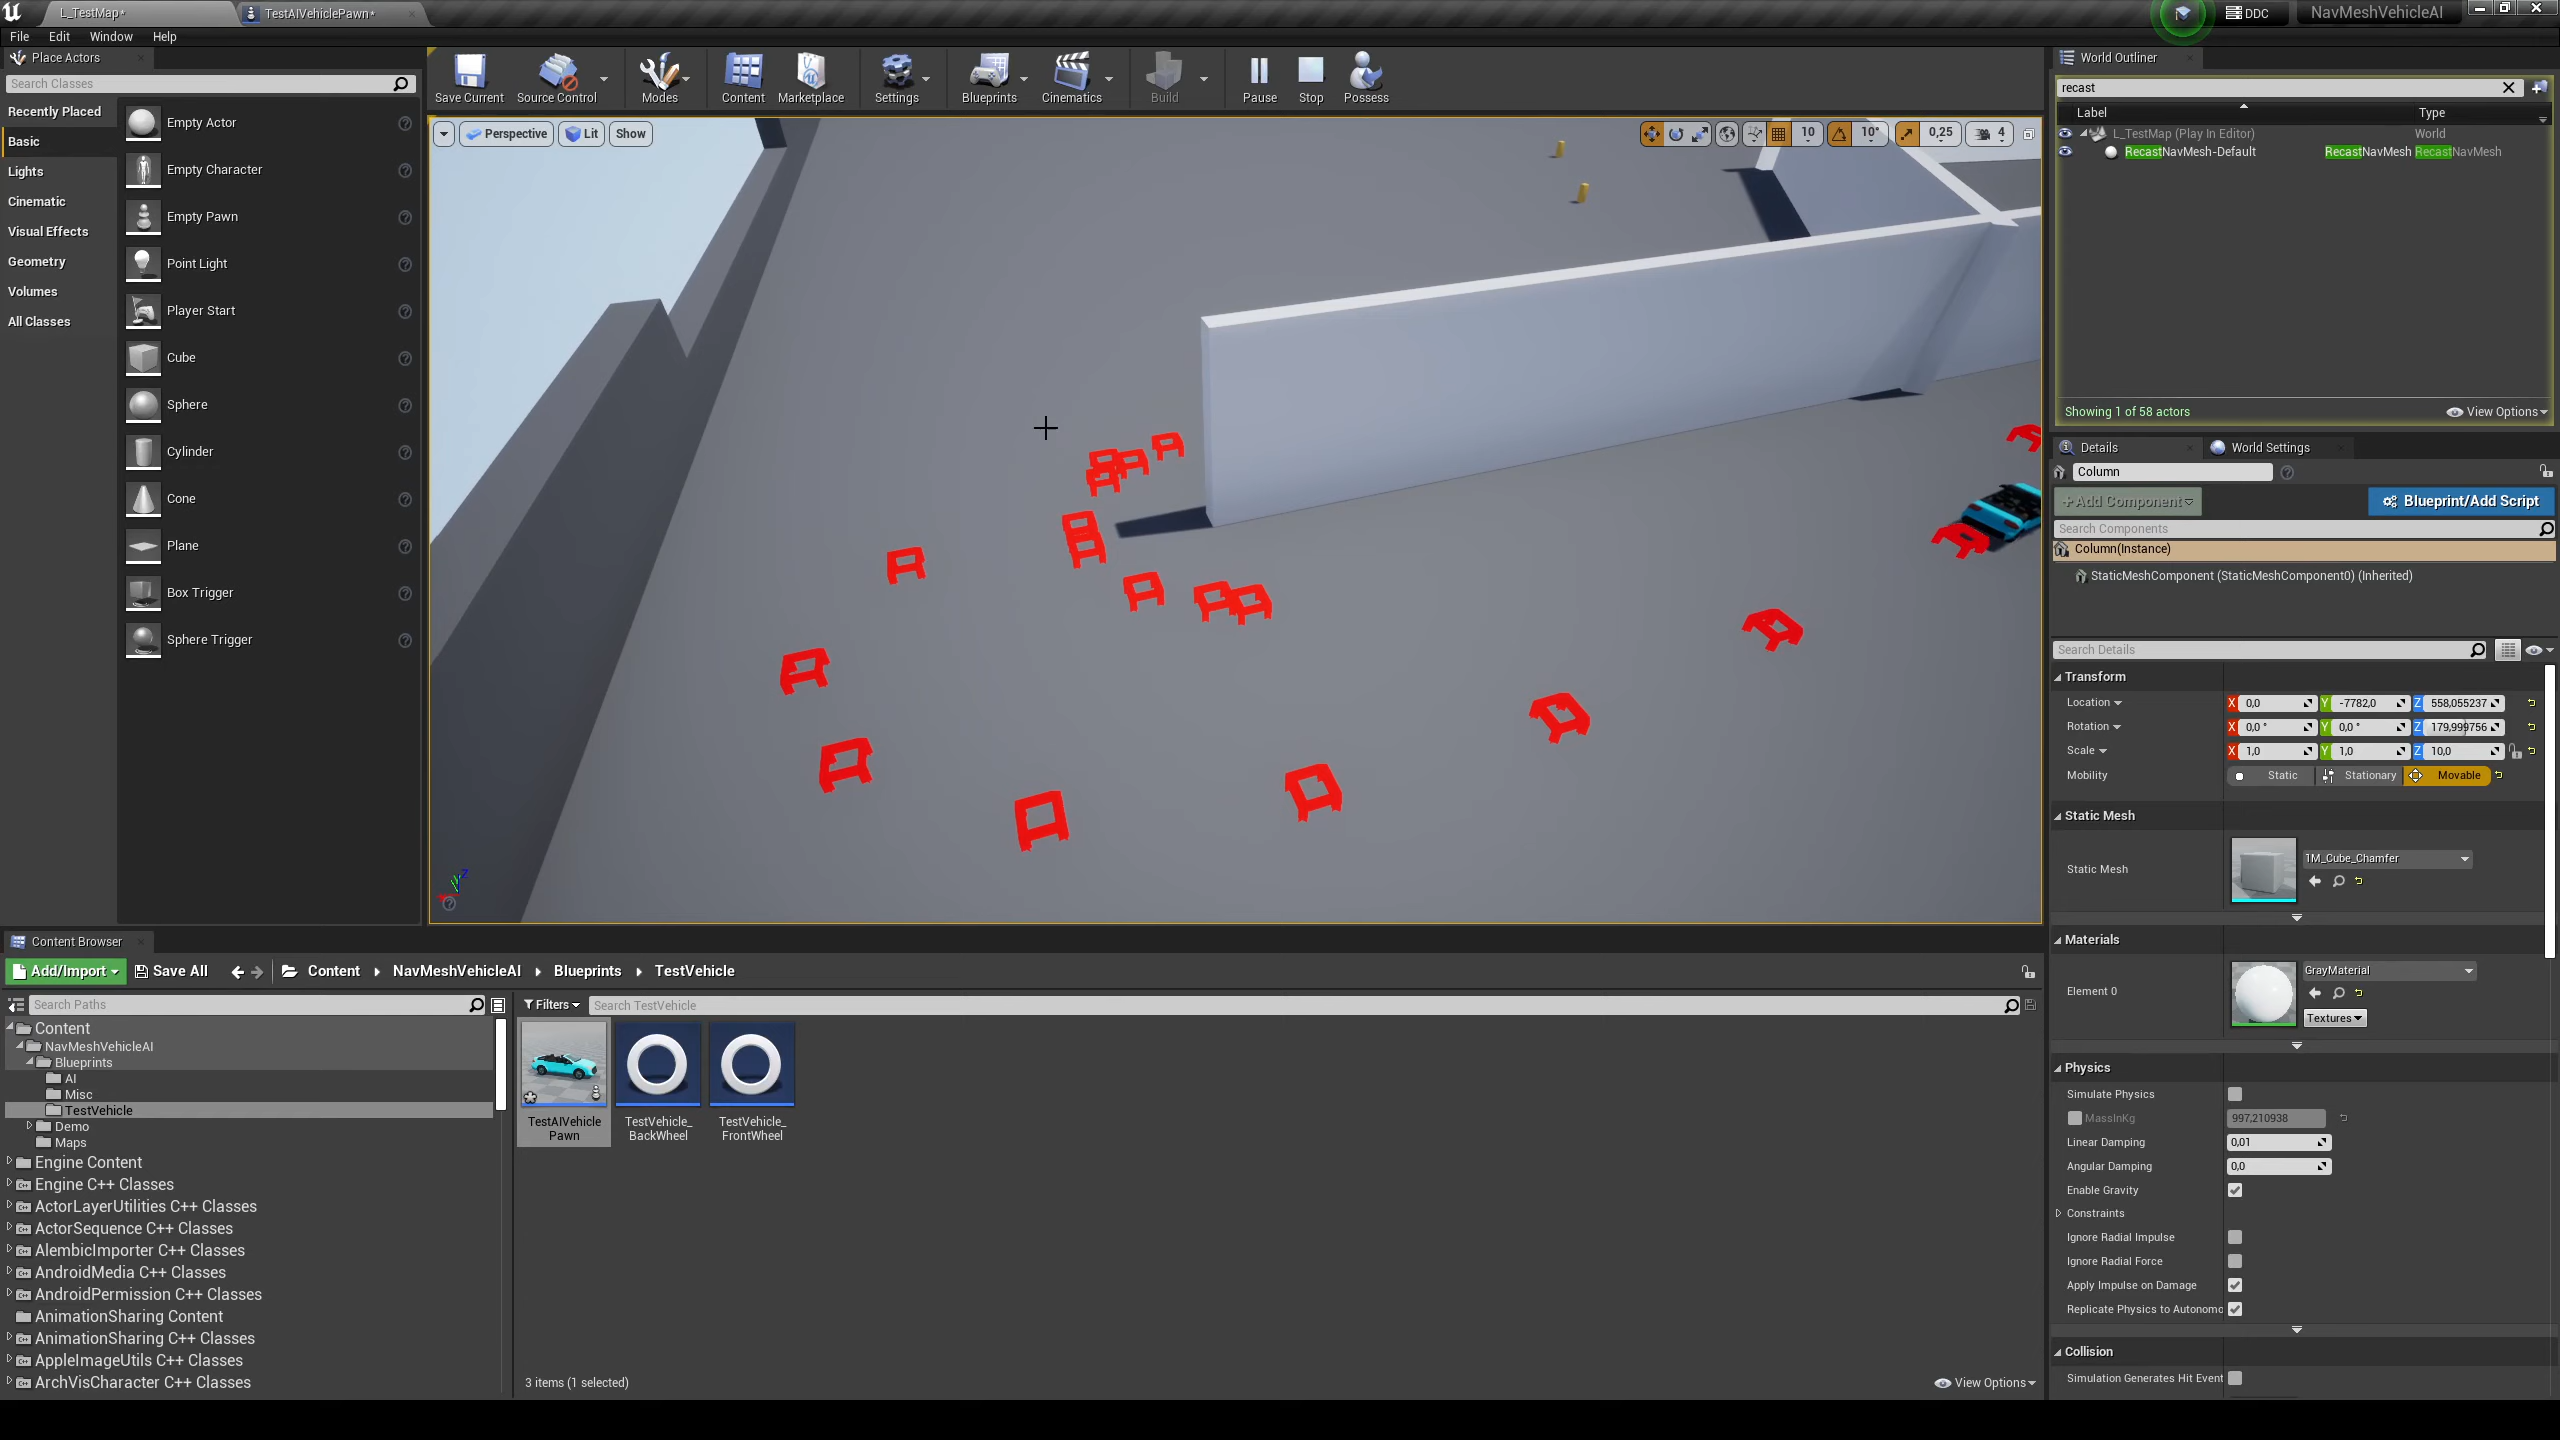 L_TestMap*
TestAIVehiclePawn*
DDC
NavMeshVehicleAI
File Edit Window Help
Place Actors
Search Classes
Recently Placed
Basic
Lights
Cinematic
Visual Effects
Geometry
Volumes
All Classes
Empty Actor
Empty Character
Empty Pawn
Point Light
Player Start
Cube
Sphere
Cylinder
Cone
Plane
Box Trigger
Sphere Trigger
Save Current
Source Control
Modes
Content
Marketplace
Settings
Blueprints
Cinematics
Build
Pause
Stop
Possess
Perspective
Lit
Show
10
10°
0,25
4
World Outliner
recast
Label Type
L_TestMap (Play In Editor) World
RecastNavMesh-Default RecastNavMesh RecastNavMesh
Showing 1 of 58 actors
View Options
Details
World Settings
Column
+Add Component
Blueprint/Add Script
Search Components
Column(Instance)
StaticMeshComponent (StaticMeshComponent0) (Inherited)
Search Details
Transform
Location X 0,0 Y -7782,0 Z 558,055237
Rotation X 0,0 ° Y 0,0 ° Z 179,999756
Scale X 1,0 Y 1,0 Z 10,0
Mobility Static Stationary Movable
Static Mesh
Static Mesh 1M_Cube_Chamfer
Materials
Element 0 GrayMaterial
Textures
Physics
Simulate Physics
MassInKg 997,210938
Linear Damping 0,01
Angular Damping 0,0
Enable Gravity
Constraints
Ignore Radial Impulse
Ignore Radial Force
Apply Impulse on Damage
Replicate Physics to Autonomo
Collision
Simulation Generates Hit Event
Content Browser
Add/Import
Save All
Content
NavMeshVehicleAI
Blueprints
TestVehicle
Search Paths
Filters
Search TestVehicle
Content
NavMeshVehicleAI
Blueprints
AI
Misc
TestVehicle
Demo
Maps
Engine Content
Engine C++ Classes
ActorLayerUtilities C++ Classes
ActorSequence C++ Classes
AlembicImporter C++ Classes
AndroidMedia C++ Classes
AndroidPermission C++ Classes
AnimationSharing Content
AnimationSharing C++ Classes
AppleImageUtils C++ Classes
ArchVisCharacter C++ Classes
TestAIVehicle
Pawn
TestVehicle_
BackWheel
TestVehicle_
FrontWheel
3 items (1 selected)
View Options